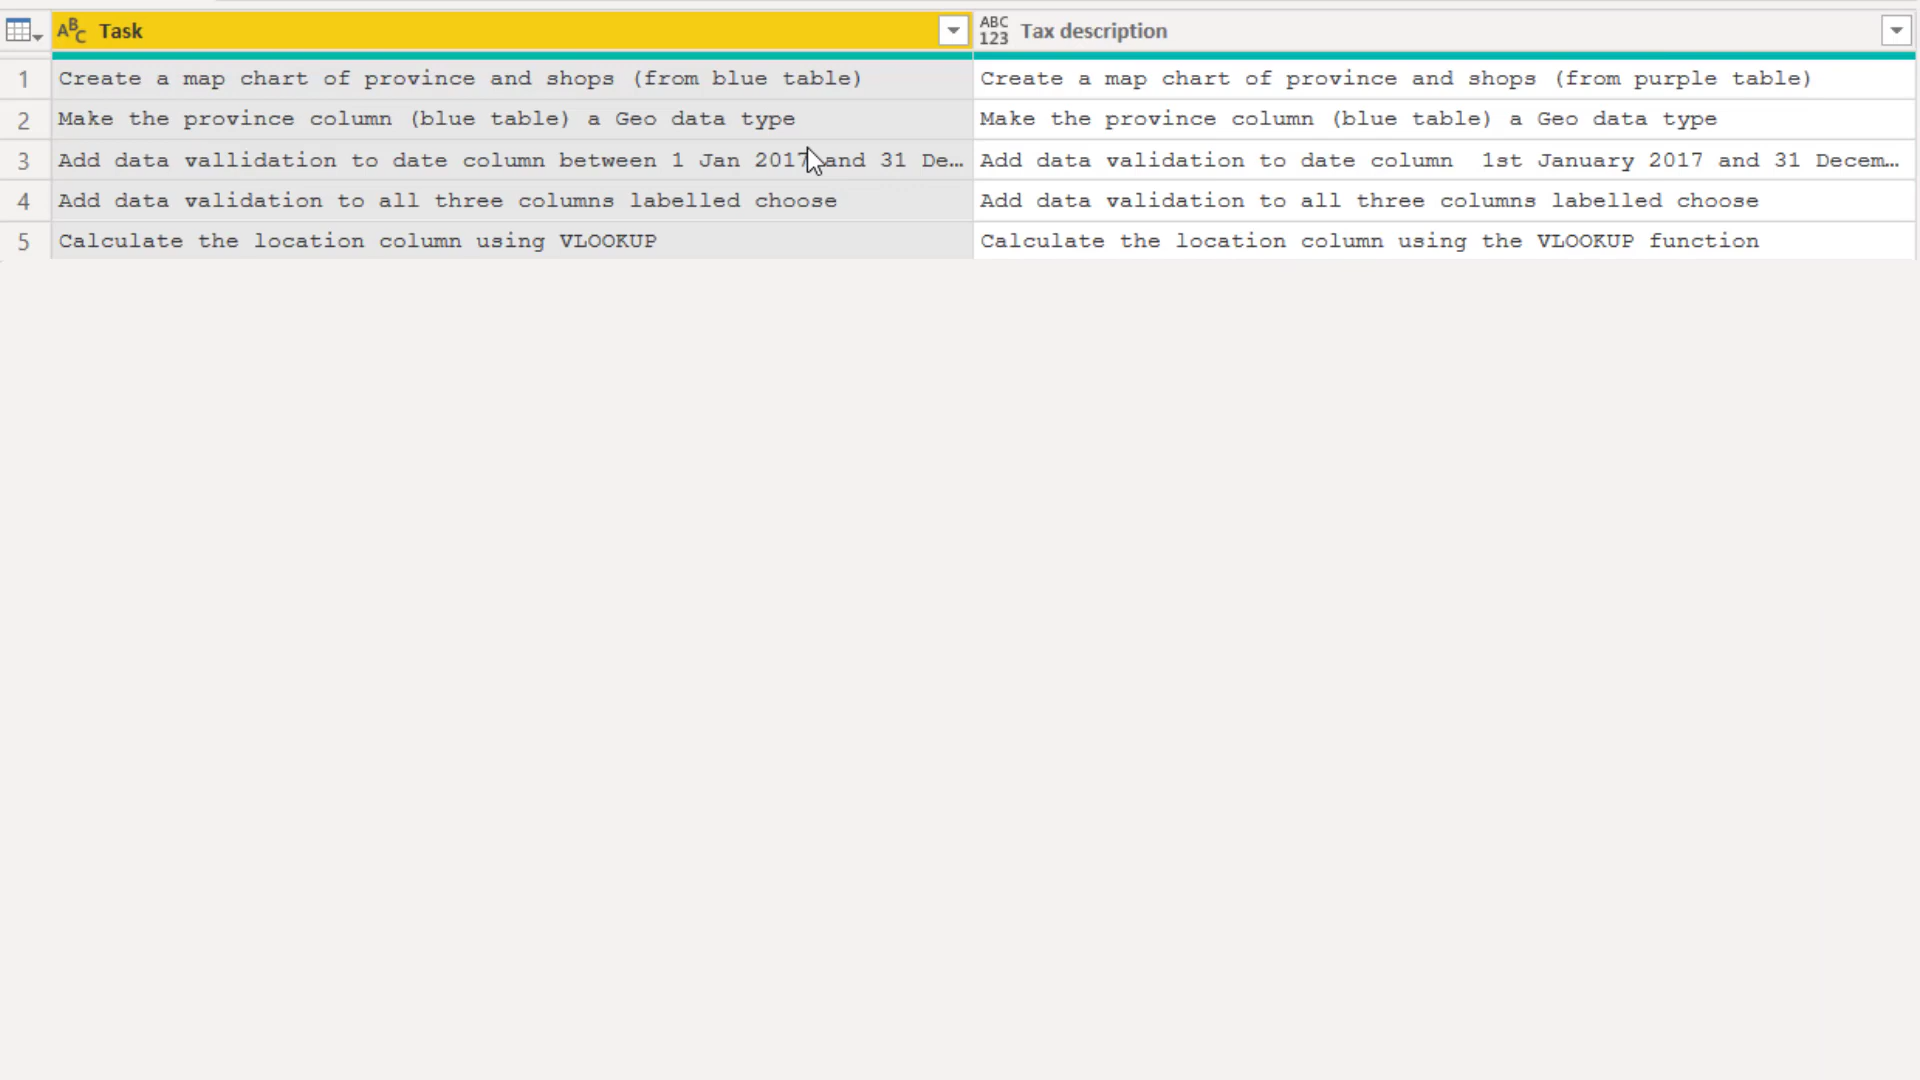 ABC Task ABC 123 Tax description
1 Create a map chart of province and shops (from blue table) Create a map chart of province and shops (from purple table)
2 Make the province column (blue table) a Geo data type Make the province column (blue table) a Geo data type
3 Add data vallidation to date column between 1 Jan 2017 and 31 De... Add data validation to date column  1st January 2017 and 31 Decem...
4 Add data validation to all three columns labelled choose Add data validation to all three columns labelled choose
5 Calculate the location column using VLOOKUP Calculate the location column using the VLOOKUP function